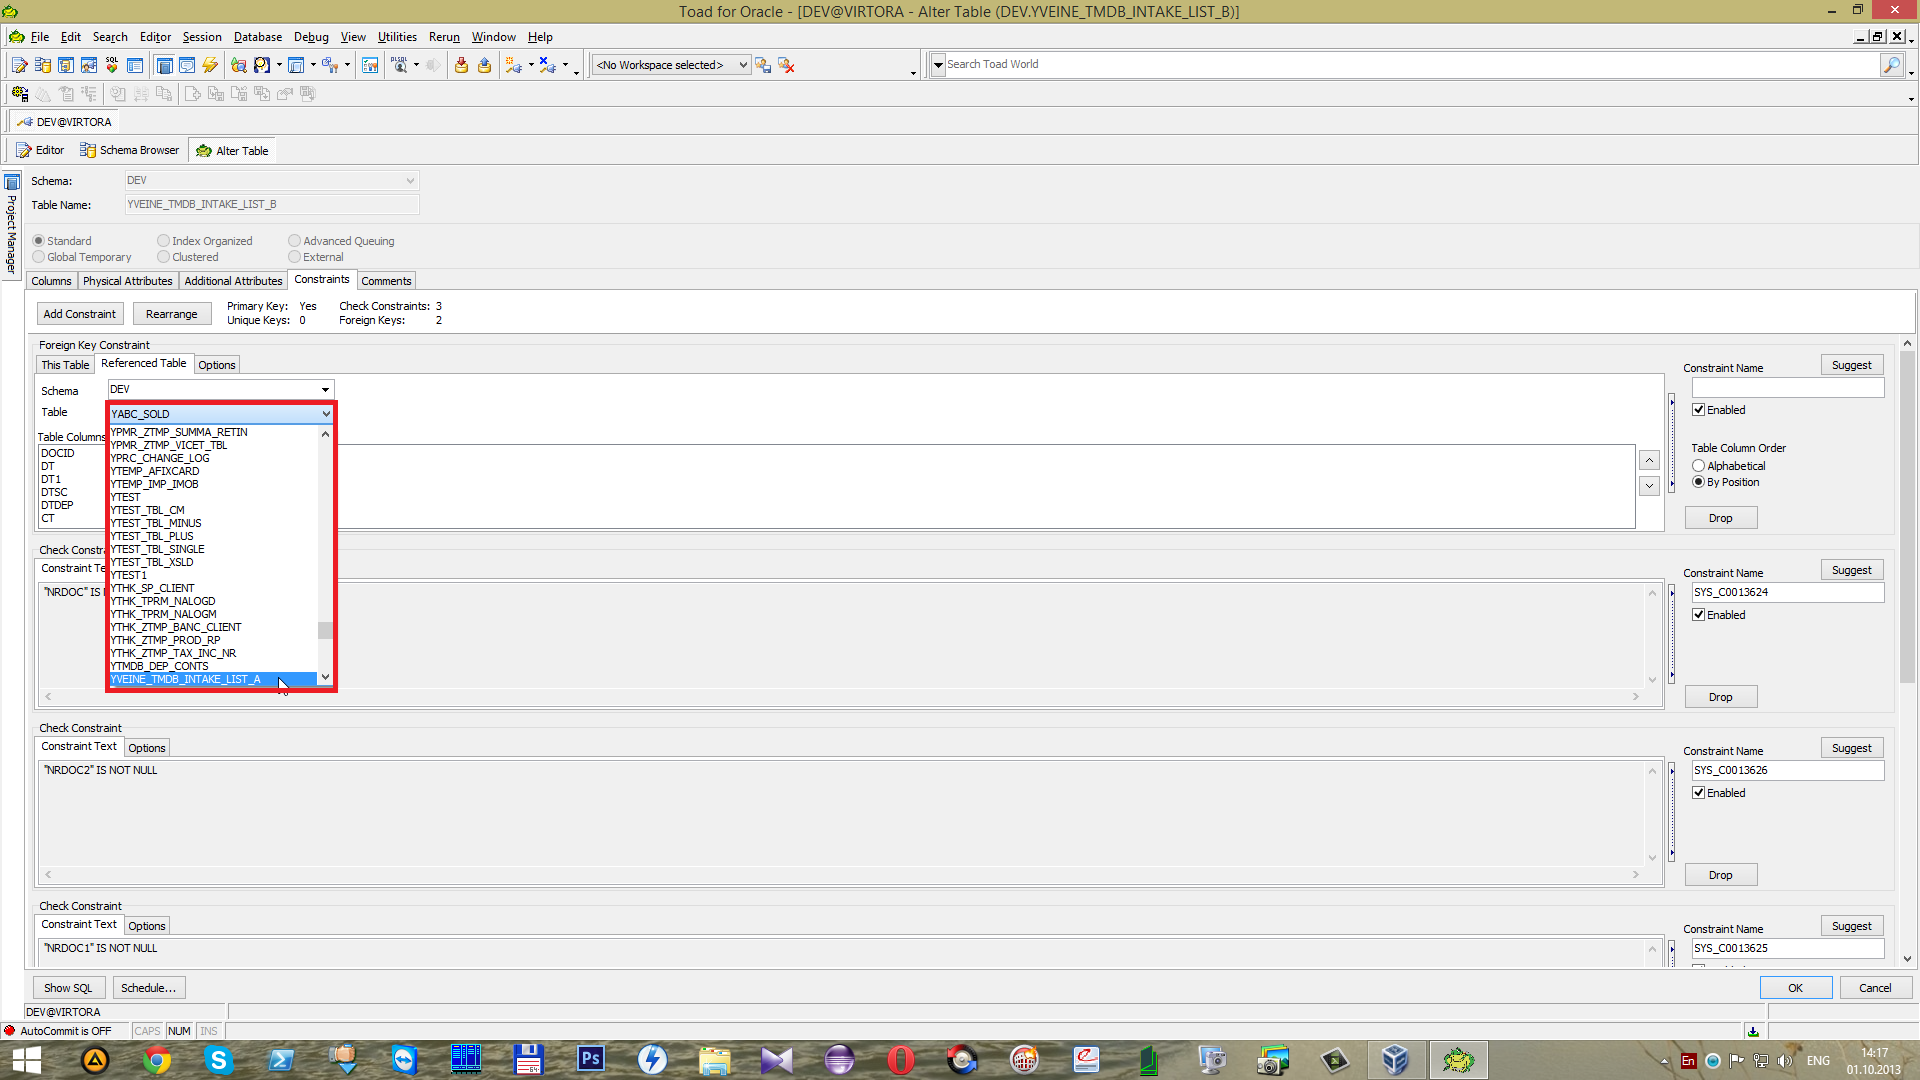 Toad for Oracle - [DEV@VIRTORA - Alter Table (DEV.YVEINE_TMDB_INTAKE_LIST_B)]
File Edit Search Editor Session Database Debug View Utilities Rerun Window Help
<No Workspace selected> Search Toad World
DEV@VIRTORA
Editor Schema Browser Alter Table
Project Manager
Schema: DEV
Table Name: YVEINE_TMDB_INTAKE_LIST_B
Standard Index Organized Advanced Queuing
Global Temporary Clustered External
Columns Physical Attributes Additional Attributes Constraints Comments
Add Constraint Rearrange Primary Key: Yes Check Constraints: 3
Unique Keys: 0 Foreign Keys: 2
Foreign Key Constraint
This Table Referenced Table Options
Constraint Name Suggest
Schema DEV
Enabled
Table YABC_SOLD
Table Columns
DOCID
DT
DT1
DTSC
DTDEP
CT
YPMR_ZTMP_SUMMA_RETIN
YPMR_ZTMP_VICET_TBL
YPRC_CHANGE_LOG
YTEMP_AFIXCARD
YTEMP_IMP_IMOB
YTEST
YTEST_TBL_CM
YTEST_TBL_MINUS
YTEST_TBL_PLUS
YTEST_TBL_SINGLE
YTEST_TBL_XSLD
YTEST1
YTHK_SP_CLIENT
YTHK_TPRM_NALOGD
YTHK_TPRM_NALOGM
YTHK_ZTMP_BANC_CLIENT
YTHK_ZTMP_PROD_RP
YTHK_ZTMP_TAX_INC_NR
YTMDB_DEP_CONTS
YVEINE_TMDB_INTAKE_LIST_A
Table Column Order
Alphabetical
By Position
Drop
Check Constra
Constraint Te
"NRDOC" IS
Constraint Name Suggest
SYS_C0013624
Enabled
Drop
Check Constraint
Constraint Text Options
"NRDOC2" IS NOT NULL
Constraint Name Suggest
SYS_C0013626
Enabled
Drop
Check Constraint
Constraint Text Options
"NRDOC1" IS NOT NULL
Constraint Name Suggest
SYS_C0013625
Show SQL Schedule... OK Cancel
DEV@VIRTORA
AutoCommit is OFF CAPS NUM INS
Ps 64 En ENG 14:17
01.10.2013